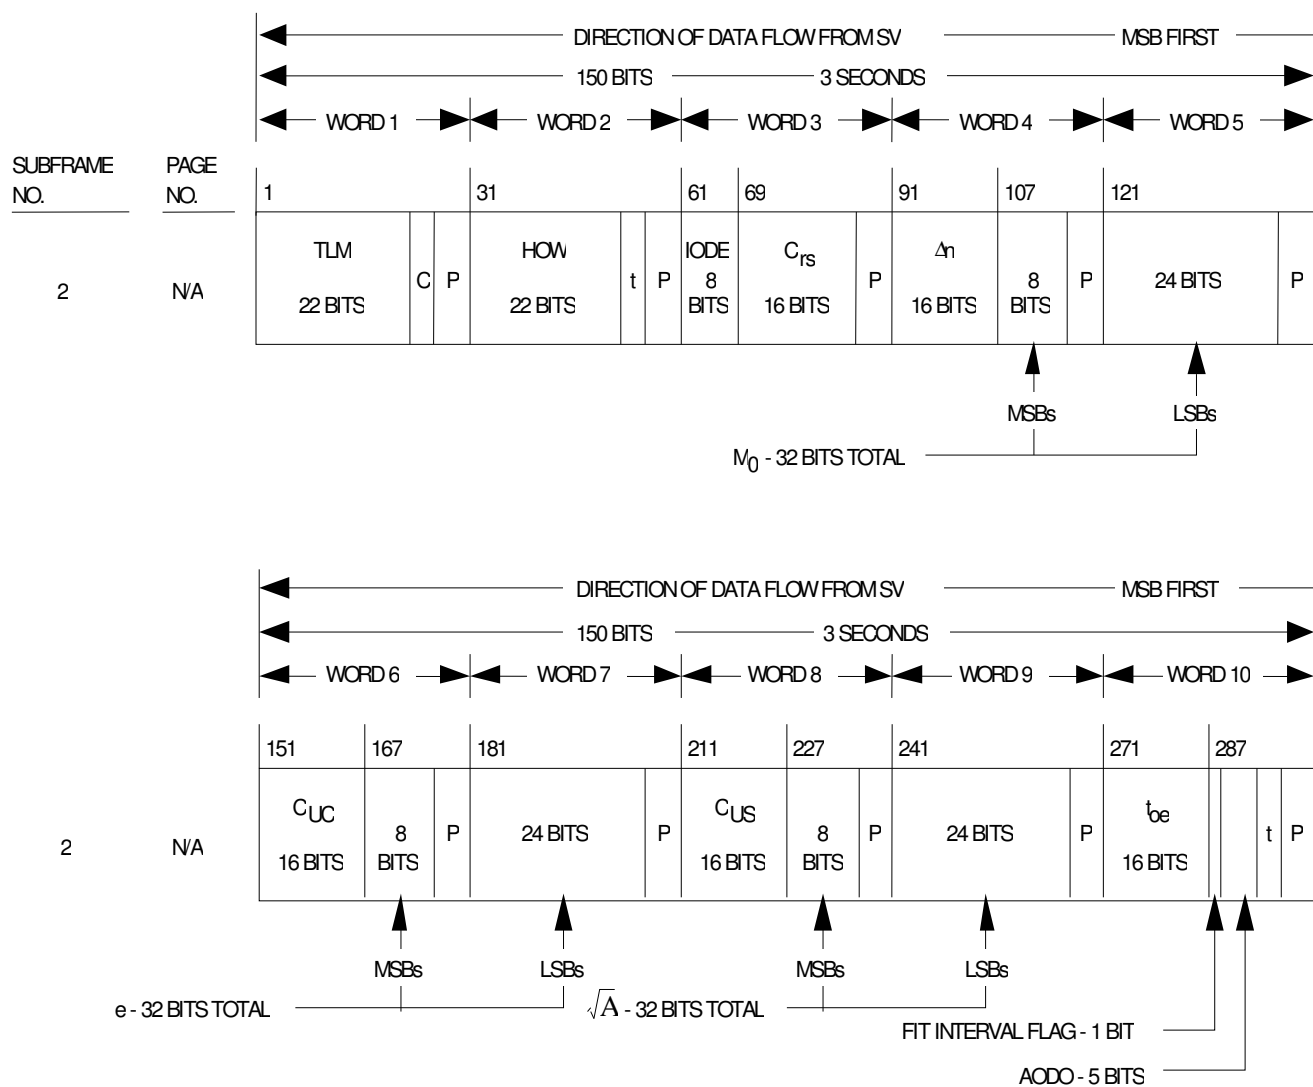 DIRECTION OF DATA FLOW FROM SV MSB FIRST
150 BITS 3 SECONDS
WORD 1 WORD 2 WORD 3 WORD 4 WORD 5
SUBFRAME PAGE
NO. NO. 1 31 61 69 91 107 121
TLM HOW IODE Crs Δn
2 N/A C P t P 8 P 8 P 24 BITS P
22 BITS 22 BITS BITS 16 BITS 16 BITS BITS
MSBs LSBs
M0 - 32 BITS TOTAL
DIRECTION OF DATA FLOW FROM SV MSB FIRST
150 BITS 3 SECONDS
WORD 6 WORD 7 WORD 8 WORD 9 WORD 10
151 167 181 211 227 241 271 287
CUC CUS toe
2 N/A 8 P 24 BITS P 8 P 24 BITS P t P
16 BITS BITS 16 BITS BITS 16 BITS
MSBs LSBs MSBs LSBs
e - 32 BITS TOTAL √A - 32 BITS TOTAL
FIT INTERVAL FLAG - 1 BIT
AODO - 5 BITS